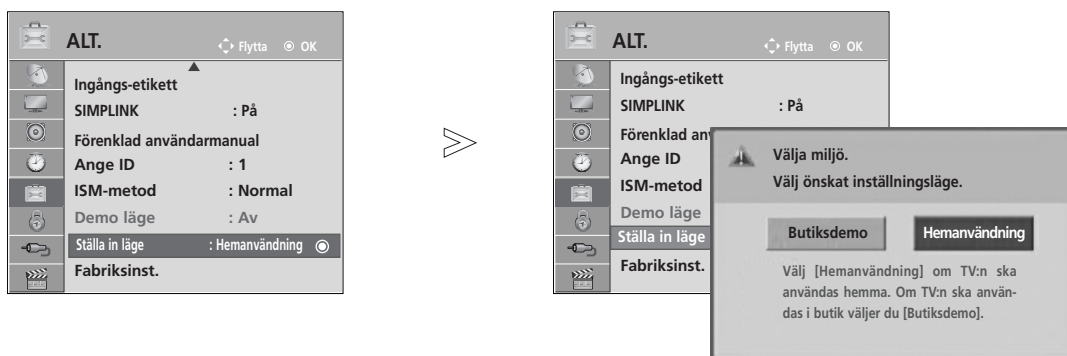 ALT. Flytta OK
Ingångs-etikett
SIMPLINK : På
Förenklad användarmanual
Ange ID : 1
ISM-metod : Normal
Demo läge : Av
Ställa in läge : Hemanvändning
Fabriksinst.
ALT. Flytta OK
Ingångs-etikett
SIMPLINK : På
Förenklad an
Ange ID
ISM-metod
Demo läge
Ställa in läge
Fabriksinst.
Välja miljö.
Välj önskat inställningsläge.
Butiksdemo Hemanvändning
Välj [Hemanvändning] om TV:n ska
användas hemma. Om TV:n ska använ-
das i butik väljer du [Butiksdemo].